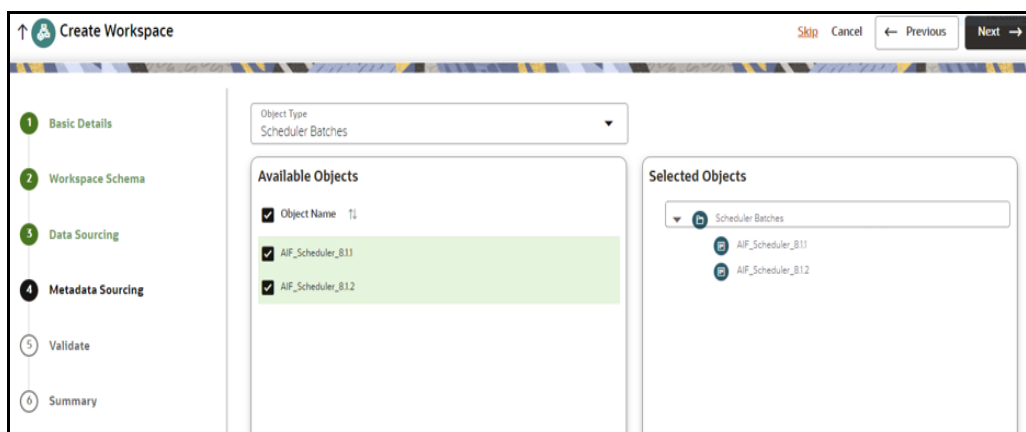 Create Workspace
Skip Cancel ← Previous Next →
Object Type
Scheduler Batches
1 Basic Details
2 Workspace Schema
3 Data Sourcing
4 Metadata Sourcing
5 Validate
6 Summary
Available Objects
Object Name
AIF_Scheduler_8.1.1
AIF_Scheduler_8.1.2
Selected Objects
Scheduler Batches
AIF_Scheduler_8.1.1
AIF_Scheduler_8.1.2